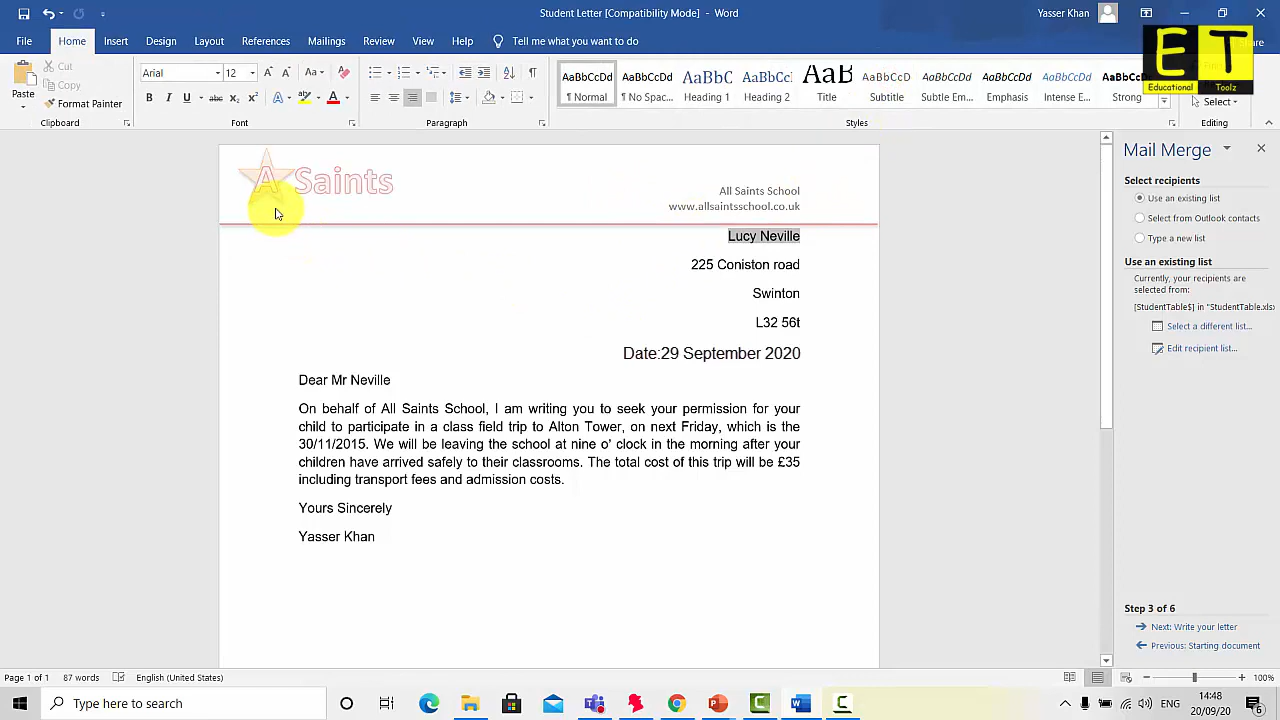 Student Letter [Compatibility Mode] - Word
Yasser Khan
File Home Insert Design Layout References Mailings Review View Help Tell me what you want to do
Paste
Cut
Copy
Format Painter
Clipboard
Arial 12
Font
Paragraph
AaBbCcDd AaBbCcDd AaBbC AaBbCc AaB AaBbCcD AaBbCcDd AaBbCcDd AaBbCcDd AaBbCcDd
¶ Normal ¶ No Spac... Heading 1 Heading 2 Title Subtitle Subtle Em... Emphasis Intense E... Strong
Styles
Select
Editing
ET
Educational Toolz
A Saints
All Saints School
www.allsaintsschool.co.uk
Lucy Neville
225 Coniston road
Swinton
L32 56t
Date:29 September 2020
Dear Mr Neville
On behalf of All Saints School, I am writing you to seek your permission for your
child to participate in a class field trip to Alton Tower, on next Friday, which is the
30/11/2015. We will be leaving the school at nine o' clock in the morning after your
children have arrived safely to their classrooms. The total cost of this trip will be £35
including transport fees and admission costs.
Yours Sincerely
Yasser Khan
Mail Merge
Select recipients
Use an existing list
Select from Outlook contacts
Type a new list
Use an existing list
Currently, your recipients are
selected from:
[StudentTable$] in "StudentTable.xls
Select a different list...
Edit recipient list...
Step 3 of 6
Next: Write your letter
Previous: Starting document
Page 1 of 1 87 words English (United States)
100%
Type here to search
ENG
14:48
20/09/20
6